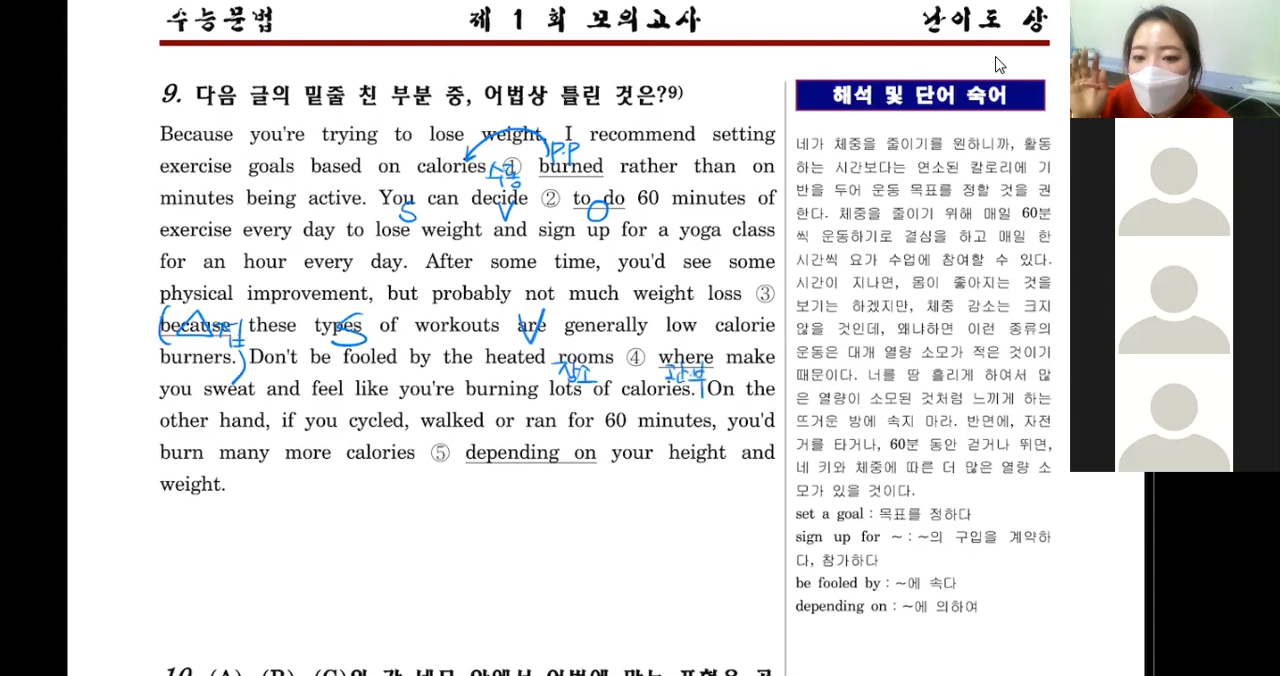 수능문법 제 1 회 모의고사 난이도 상
9. 다음 글의 밑줄 친 부분 중, 어법상 틀린 것은?9)
Because you're trying to lose weight, I recommend setting
p.p
exercise goals based on calories ① burned rather than on
수동
minutes being active. You can decide ② to do 60 minutes of
S V O
exercise every day to lose weight and sign up for a yoga class
for an hour every day. After some time, you'd see some
physical improvement, but probably not much weight loss ③
because these types of workouts are generally low calorie
S V
burners. Don't be fooled by the heated rooms ④ where make
장소 관·부
you sweat and feel like you're burning lots of calories. On the
other hand, if you cycled, walked or ran for 60 minutes, you'd
burn many more calories ⑤ depending on your height and
weight.
해석 및 단어 숙어
네가 체중을 줄이기를 원하니까, 활동
하는 시간보다는 연소된 칼로리에 기
반을 두어 운동 목표를 정할 것을 권
한다. 체중을 줄이기 위해 매일 60분
씩 운동하기로 결심을 하고 매일 한
시간씩 요가 수업에 참여할 수 있다.
시간이 지나면, 몸이 좋아지는 것을
보기는 하겠지만, 체중 감소는 크지
않을 것인데, 왜냐하면 이런 종류의
운동은 대개 열량 소모가 적은 것이기
때문이다. 너를 땀 흘리게 하여서 많
은 열량이 소모된 것처럼 느끼게 하는
뜨거운 방에 속지 마라. 반면에, 자전
거를 타거나, 60분 동안 걷거나 뛰면,
네 키와 체중에 따른 더 많은 열량 소
모가 있을 것이다.
set a goal : 목표를 정하다
sign up for ~ : ~의 구입을 계약하
다, 참가하다
be fooled by : ~에 속다
depending on : ~에 의하여